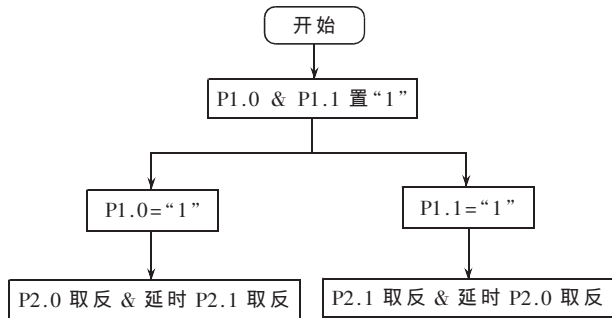 开始
P1.0 & P1.1 置“1”
P1.0=“1”
P1.1=“1”
P2.0 取反 & 延时 P2.1 取反
P2.1 取反 & 延时 P2.0 取反